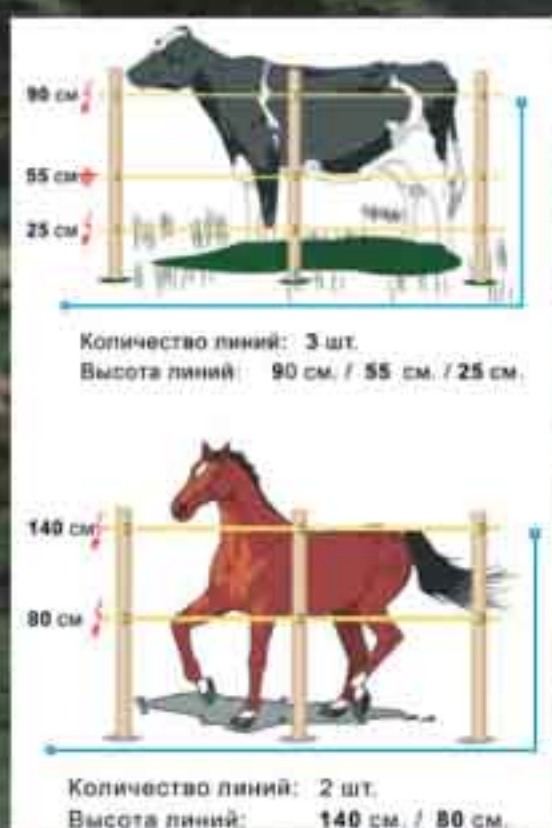 90 см
55 см
25 см
Количество линий: 3 шт.
Высота линий: 90 см. / 55 см. / 25 см.
140 см
80 см
Количество линий: 2 шт.
Высота линий: 140 см. / 80 см.